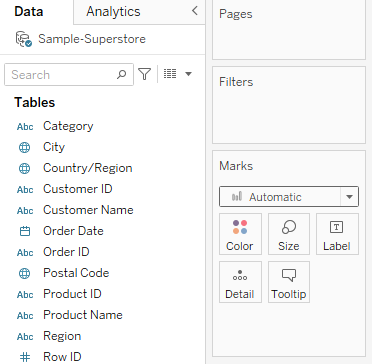 Data
Analytics
Sample-Superstore
Search
Tables
Abc Category
City
Country/Region
Abc Customer ID
Abc Customer Name
Order Date
Abc Order ID
Postal Code
Abc Product ID
Abc Product Name
Abc Region
# Row ID
Pages
Filters
Marks
Automatic
Color
Size
T
Label
Detail
Tooltip